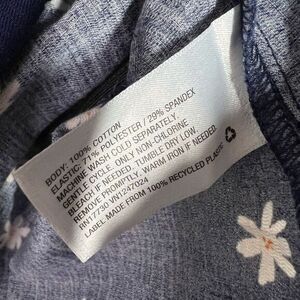 BODY: 100% COTTON
ELASTIC: 71% POLYESTER / 29% SPANDEX
MACHINE WASH COLD SEPARATELY.
GENTLE CYCLE. ONLY NON-CHLORINE
BLEACH IF NEEDED. TUMBLE DRY LOW.
REMOVE PROMPTLY. WARM IRON IF NEEDED.
RN17730 VN1247024
LABEL MADE FROM 100% RECYCLED PLASTIC